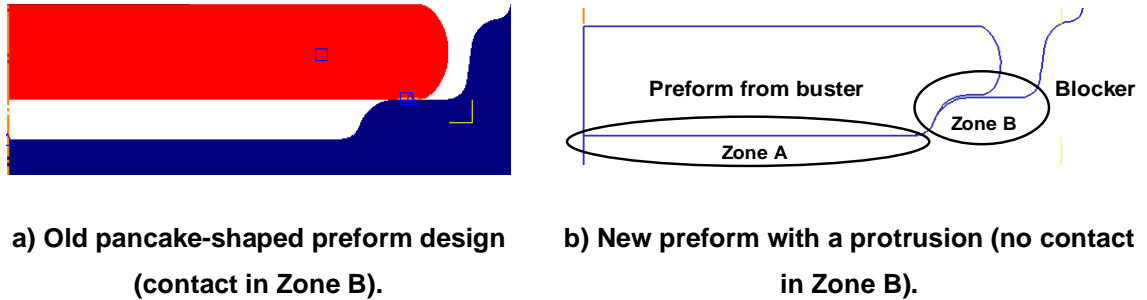 Preform from buster
Blocker
Zone B
Zone A
a) Old pancake-shaped preform design
(contact in Zone B).
b) New preform with a protrusion (no contact
in Zone B).